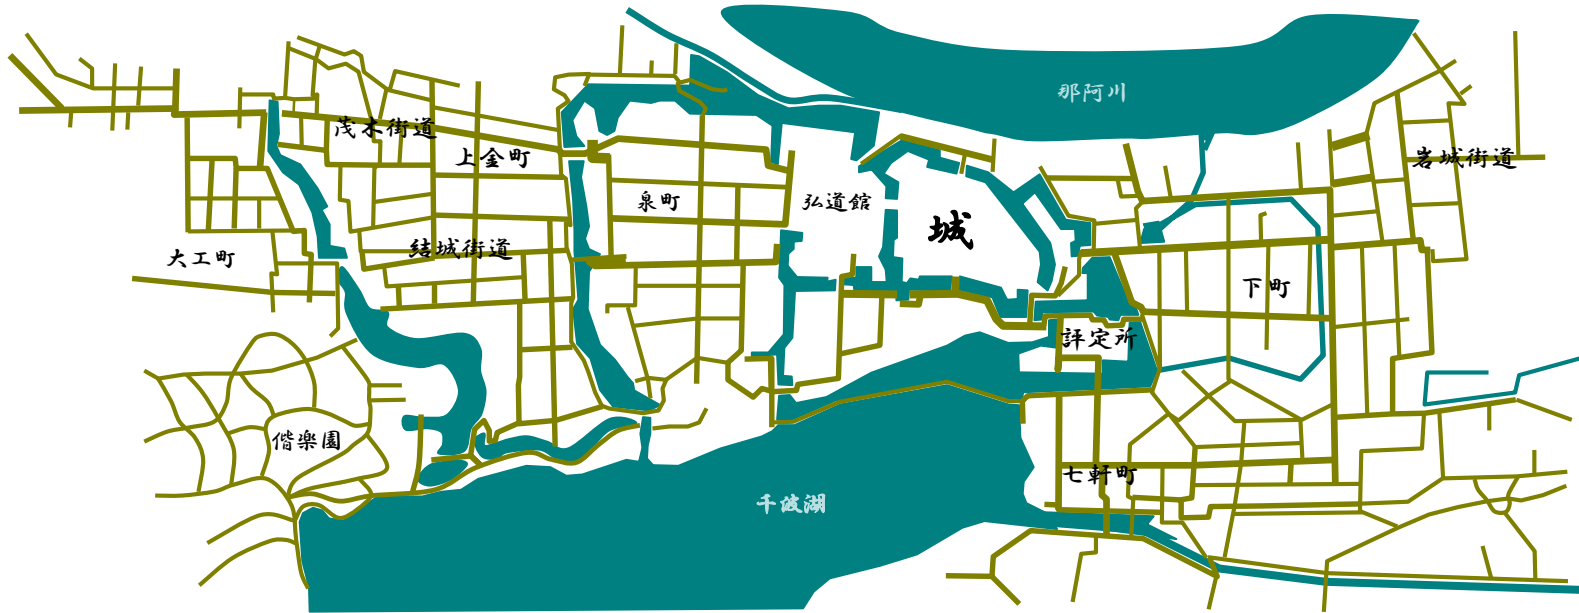 那阿川
茂木街道
上金町
岩城街道
泉町
弘道館
城
大工町
結城街道
下町
評定所
偕楽園
七軒町
千波湖